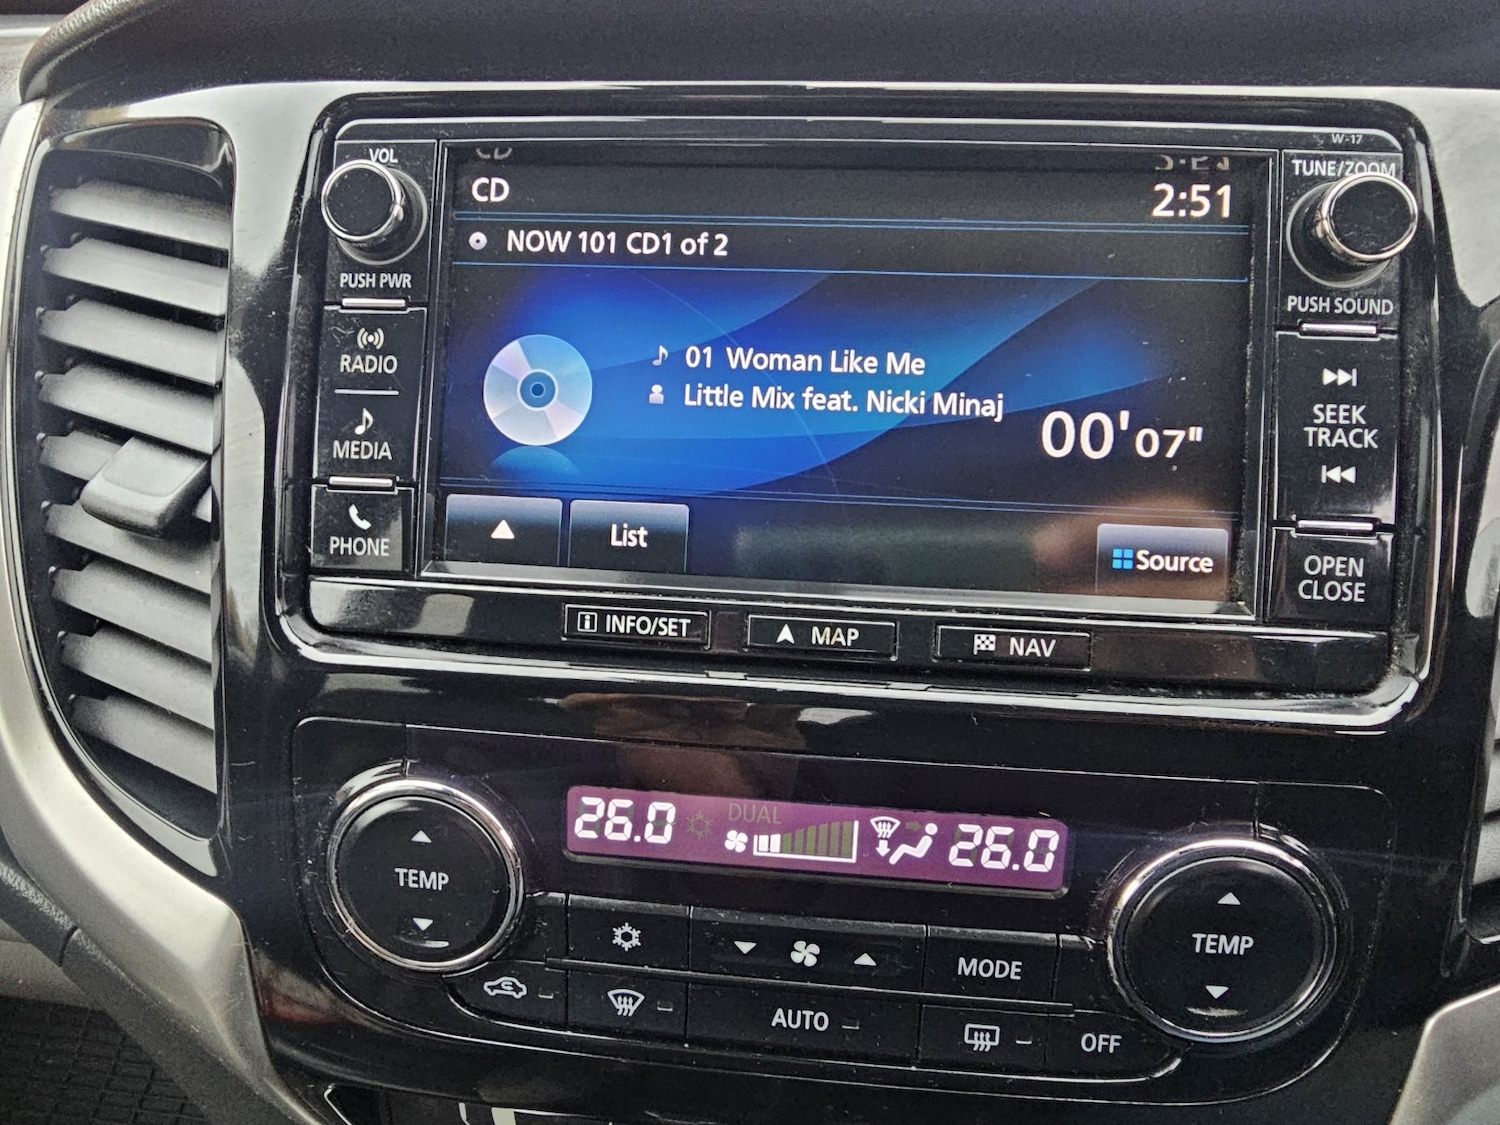 W-17
VOL
TUNE/ZOOM
CD
2:51
NOW 101 CD1 of 2
PUSH PWR
PUSH SOUND
RADIO
01 Woman Like Me
Little Mix feat. Nicki Minaj
00'07"
MEDIA
SEEK
TRACK
PHONE
List
Source
OPEN
CLOSE
INFO/SET
MAP
NAV
26.0
DUAL
26.0
TEMP
TEMP
MODE
AUTO
OFF